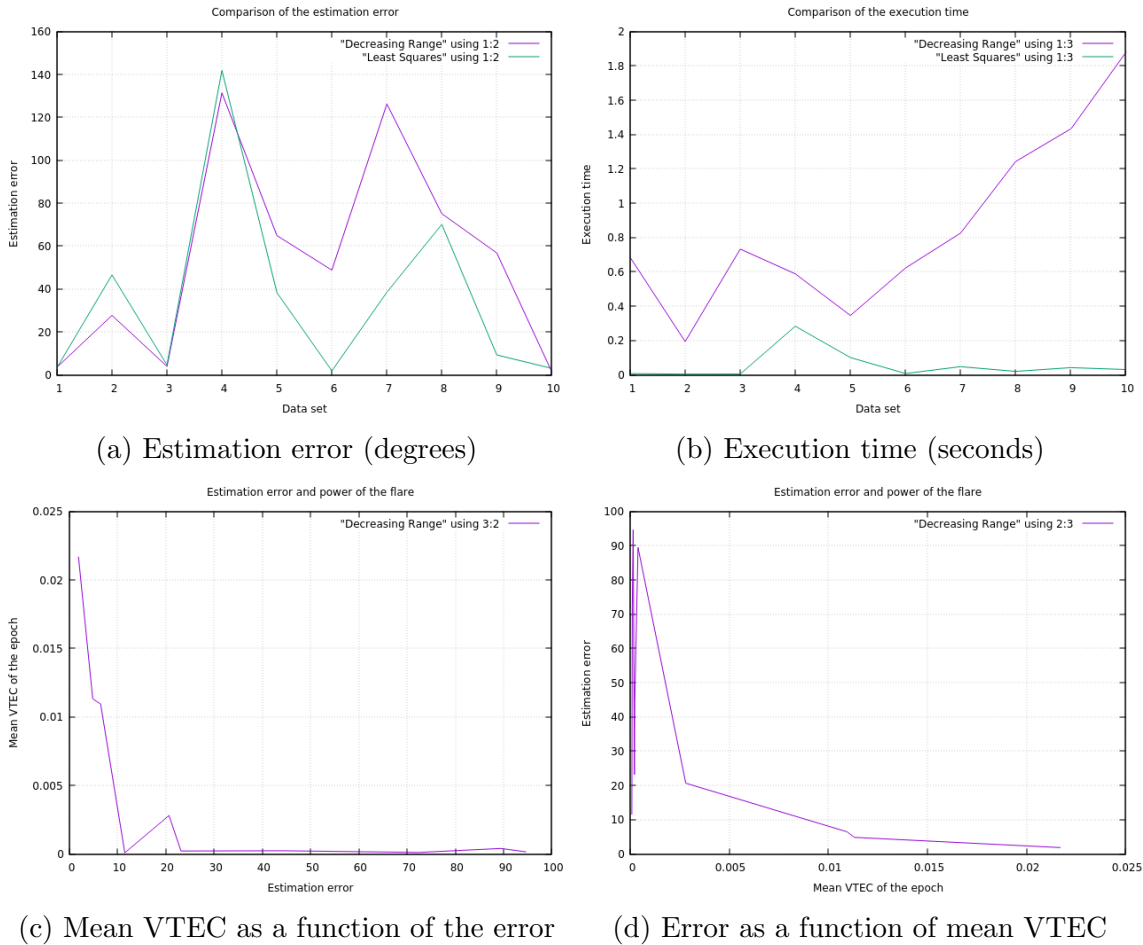 Comparison of the estimation error
"Decreasing Range" using 1:2
"Least Squares" using 1:2
Estimation error
160
140
120
100
80
60
40
20
0
1 2 3 4 5 6 7 8 9 10
Data set
(a) Estimation error (degrees)
Comparison of the execution time
"Decreasing Range" using 1:3
"Least Squares" using 1:3
Execution time
2
1.8
1.6
1.4
1.2
1
0.8
0.6
0.4
0.2
0
1 2 3 4 5 6 7 8 9 10
Data set
(b) Execution time (seconds)
Estimation error and power of the flare
"Decreasing Range" using 3:2
Mean VTEC of the epoch
0.025
0.02
0.015
0.01
0.005
0
0 10 20 30 40 50 60 70 80 90 100
Estimation error
(c) Mean VTEC as a function of the error
Estimation error and power of the flare
"Decreasing Range" using 2:3
Estimation error
100
90
80
70
60
50
40
30
20
10
0
0 0.005 0.01 0.015 0.02 0.025
Mean VTEC of the epoch
(d) Error as a function of mean VTEC